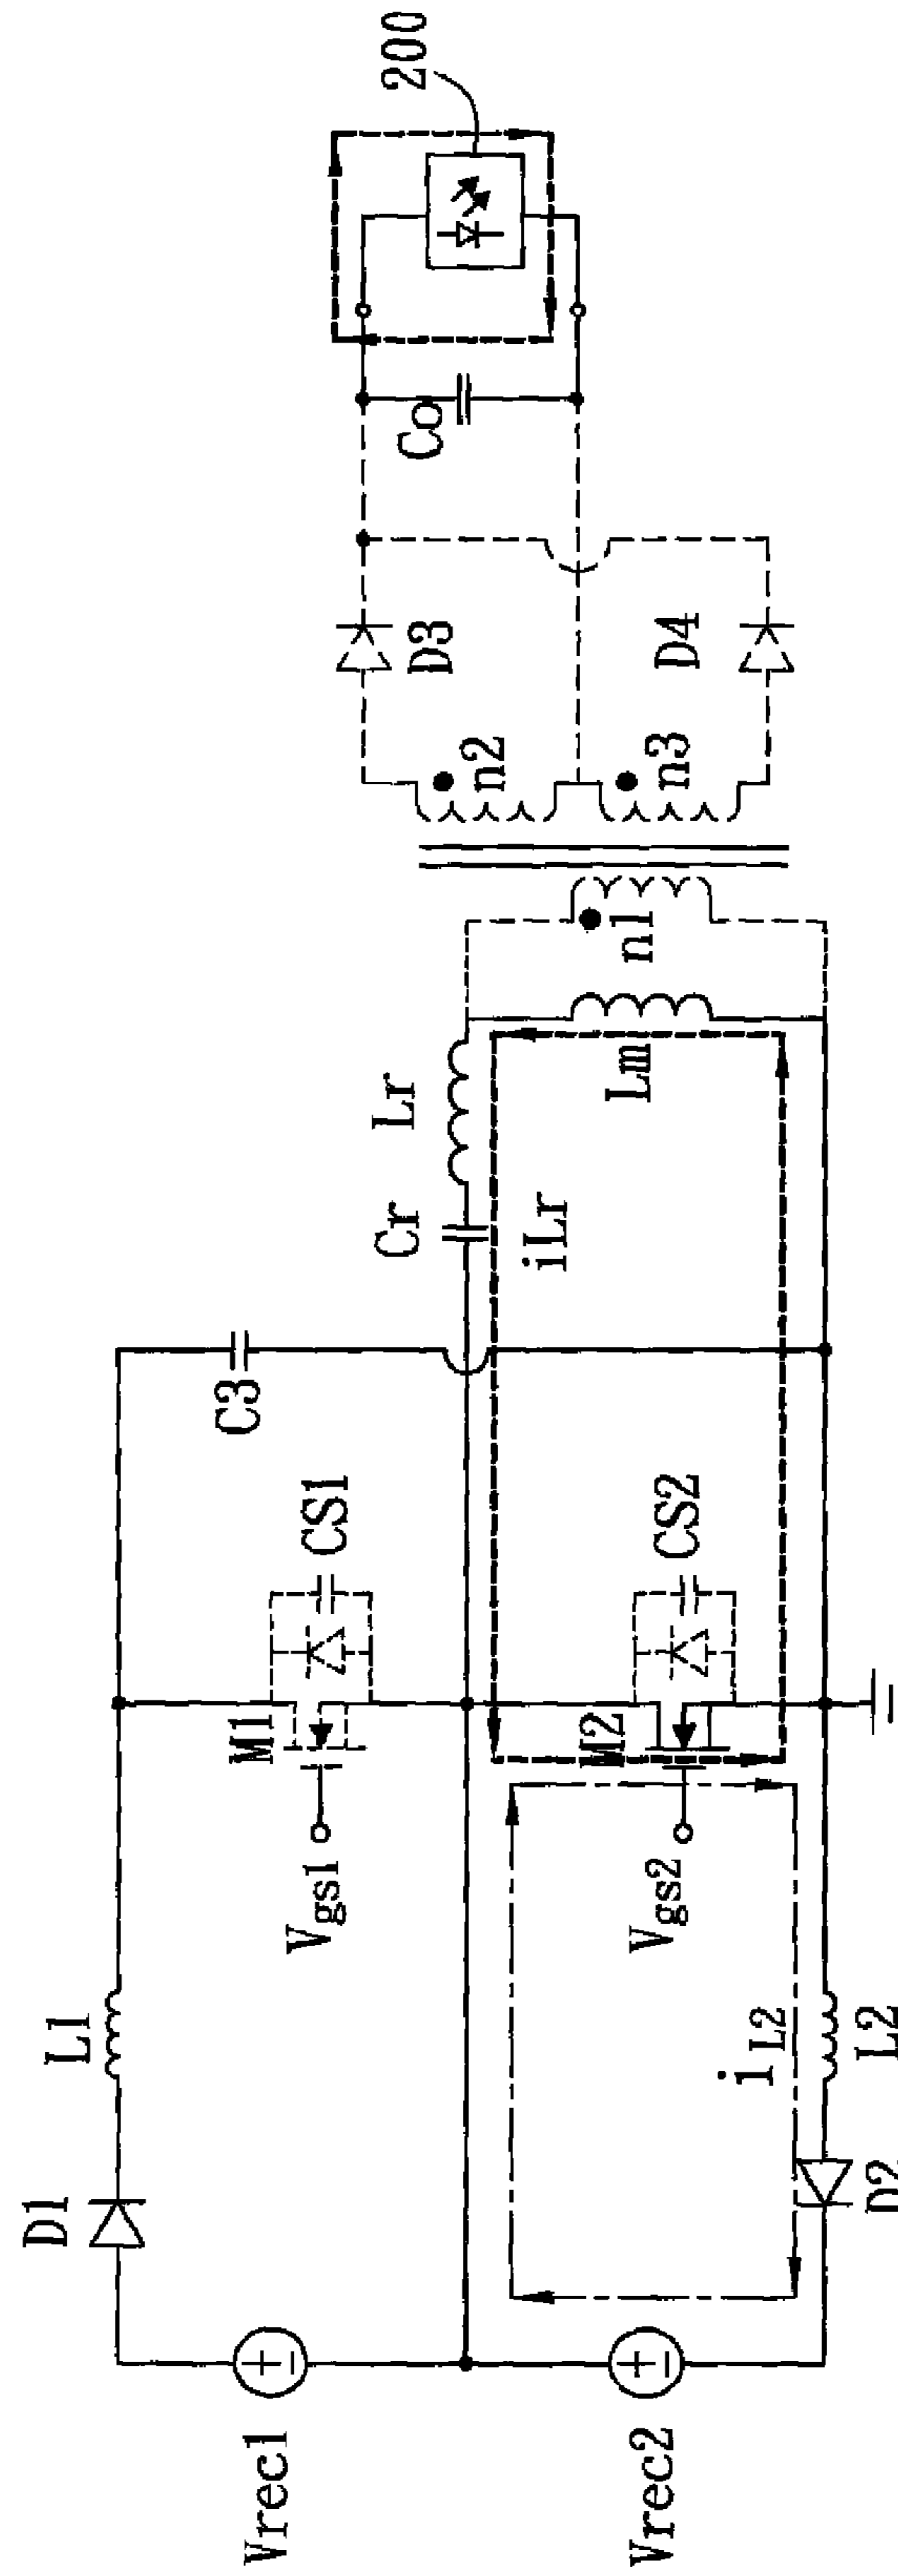 D1
L1
C3
Vrec1
M1
CS1
Vgs1
Cr
Lr
iLr
Lm
n1
n2
n3
D3
D4
Co
200
Vrec2
M2
CS2
Vgs2
iL2
D2
L2